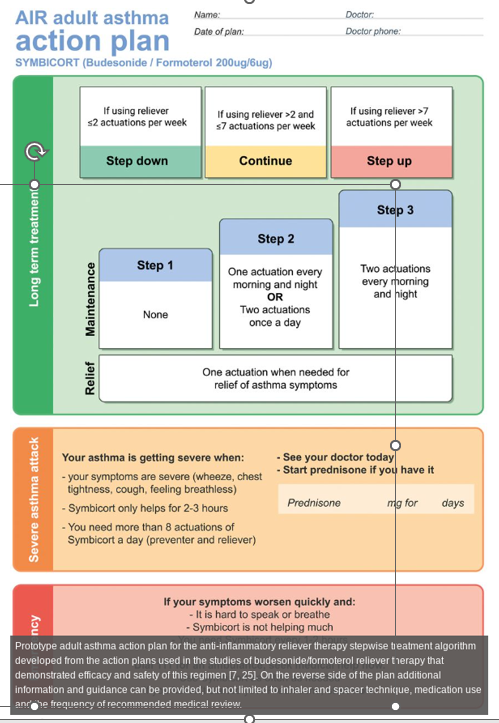 AIR adult asthma
action plan
SYMBICORT (Budesonide / Formoterol 200ug/6ug)
Name:
Doctor:
Date of plan:
Doctor phone:
Long term treatment
If using reliever
≤2 actuations per week
Step down
If using reliever >2 and
≤7 actuations per week
Continue
If using reliever >7
actuations per week
Step up
Maintenance
Step 1
None
Step 2
One actuation every
morning and night
OR
Two actuations
once a day
Step 3
Two actuations
every morning
and night
Relief
One actuation when needed for
relief of asthma symptoms
Severe asthma attack
Your asthma is getting severe when:
- your symptoms are severe (wheeze, chest
tightness, cough, feeling breathless)
- Symbicort only helps for 2-3 hours
- You need more than 8 actuations of
Symbicort a day (preventer and reliever)
- See your doctor today
- Start prednisone if you have it
Prednisone mg for days
If your symptoms worsen quickly and:
- It is hard to speak or breathe
- Symbicort is not helping much
Prototype adult asthma action plan for the anti-inflammatory reliever therapy stepwise treatment algorithm
developed from the action plans used in the studies of budesonide/formoterol reliever therapy that
demonstrated efficacy and safety of this regimen [7, 25]. On the reverse side of the plan additional
information and guidance can be provided, but not limited to inhaler and spacer technique, medication use
and the frequency of recommended medical review.